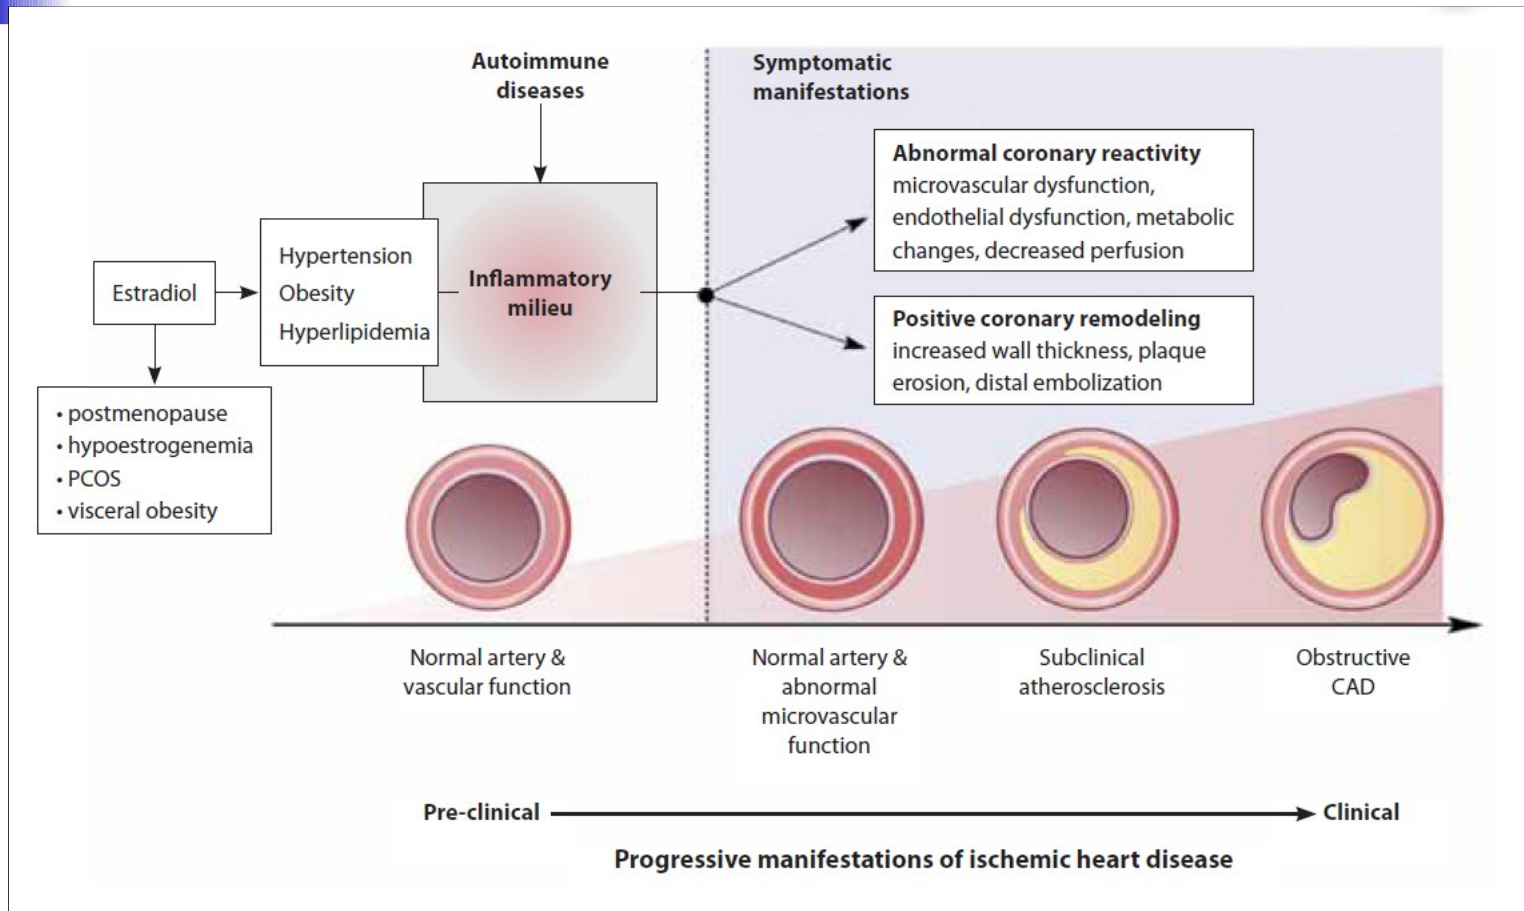 Autoimmune
diseases
Symptomatic
manifestations
Abnormal coronary reactivity
microvascular dysfunction,
endothelial dysfunction, metabolic
changes, decreased perfusion
Estradiol
Hypertension
Obesity
Hyperlipidemia
Inflammatory
milieu
Positive coronary remodeling
increased wall thickness, plaque
erosion, distal embolization
• postmenopause
• hypoestrogenemia
• PCOS
• visceral obesity
Normal artery &
vascular function
Normal artery &
abnormal
microvascular
function
Subclinical
atherosclerosis
Obstructive
CAD
Pre-clinical
Clinical
Progressive manifestations of ischemic heart disease